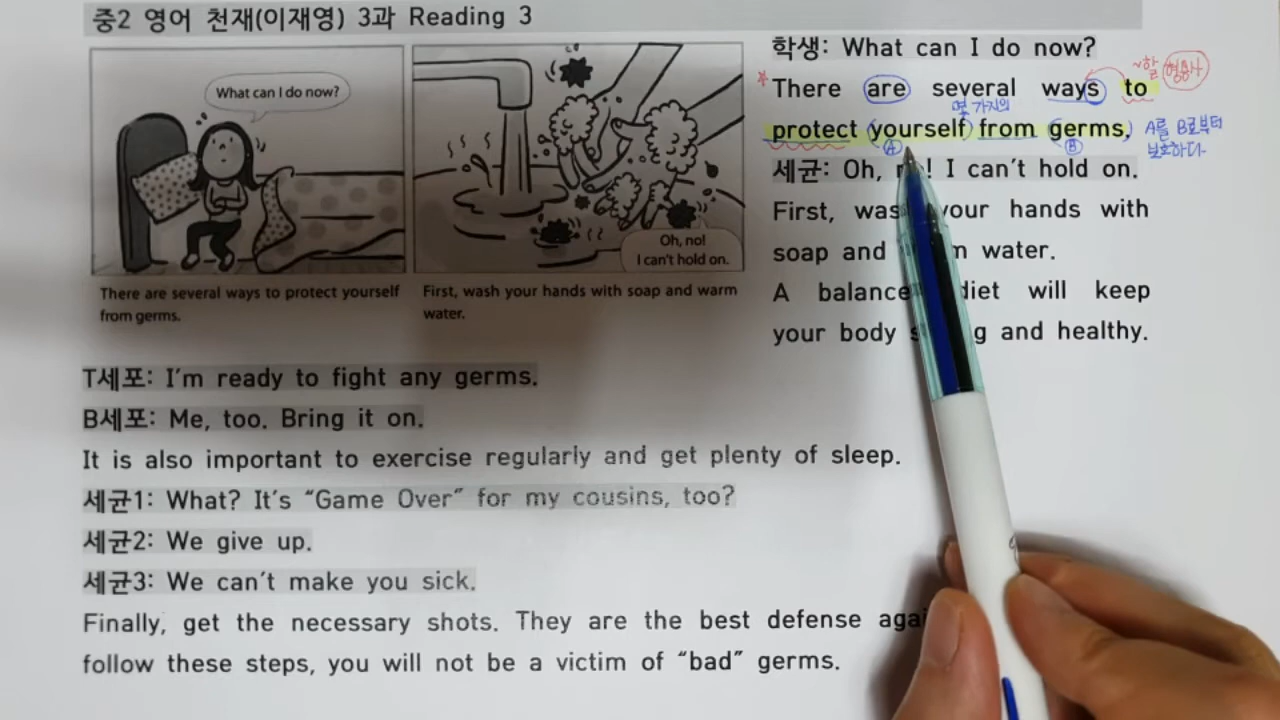 중2 영어 천재(이재영) 3과 Reading 3
What can I do now?
There are several ways to protect yourself
from germs.
Oh, no!
I can't hold on.
First, wash your hands with soap and warm
water.
학생: What can I do now?
~할 형용사
There are several ways to
몇 가지의
protect yourself from germs.
A B
A를 B로부터
보호하다
세균: Oh, ! I can't hold on.
First, your hands with
soap and water.
A diet will keep
your body and healthy.
T세포: I'm ready to fight any germs.
B세포: Me, too. Bring it on.
It is also important to exercise regularly and get plenty of sleep.
세균1: What? It's "Game Over" for my cousins, too?
세균2: We give up.
세균3: We can't make you sick.
Finally, get the necessary shots. They are the best defense
follow these steps, you will not be a victim of "bad" germs.